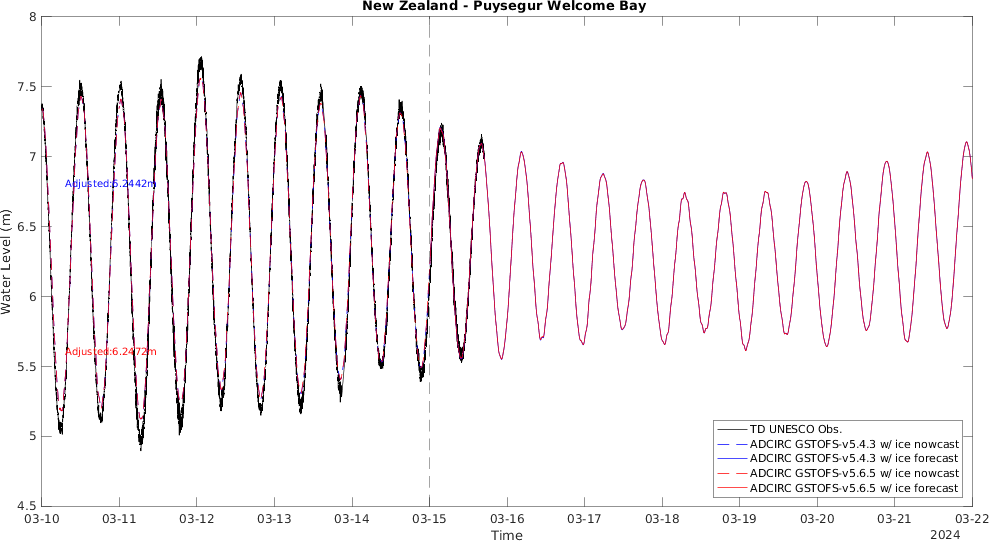 New Zealand - Puysegur Welcome Bay
8
7.5
7
6.5
6
5.5
5
4.5
Water Level (m)
Adjusted:6.2442m
Adjusted:6.2472m
TD UNESCO Obs.
ADCIRC GSTOFS-v5.4.3 w/ ice nowcast
ADCIRC GSTOFS-v5.4.3 w/ ice forecast
ADCIRC GSTOFS-v5.6.5 w/ ice nowcast
ADCIRC GSTOFS-v5.6.5 w/ ice forecast
03-10 03-11 03-12 03-13 03-14 03-15 03-16 03-17 03-18 03-19 03-20 03-21 03-22
Time
2024